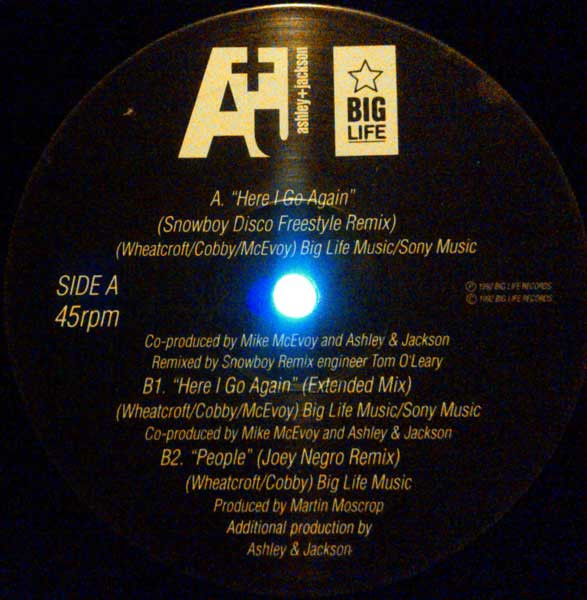 A+J
ashley+jackson
BIG
LIFE
A. "Here I Go Again"
(Snowboy Disco Freestyle Remix)
(Wheatcroft/Cobby/McEvoy) Big Life Music/Sony Music
SIDE A
45rpm
Ⓟ 1992 BIG LIFE RECORDS
© 1992 BIG LIFE RECORDS
Co-produced by Mike McEvoy and Ashley & Jackson
Remixed by Snowboy Remix engineer Tom O'Leary
B1. "Here I Go Again" (Extended Mix)
(Wheatcroft/Cobby/McEvoy) Big Life Music/Sony Music
Co-produced by Mike McEvoy and Ashley & Jackson
B2. "People" (Joey Negro Remix)
(Wheatcroft/Cobby) Big Life Music
Produced by Martin Moscrop
Additional production by
Ashley & Jackson